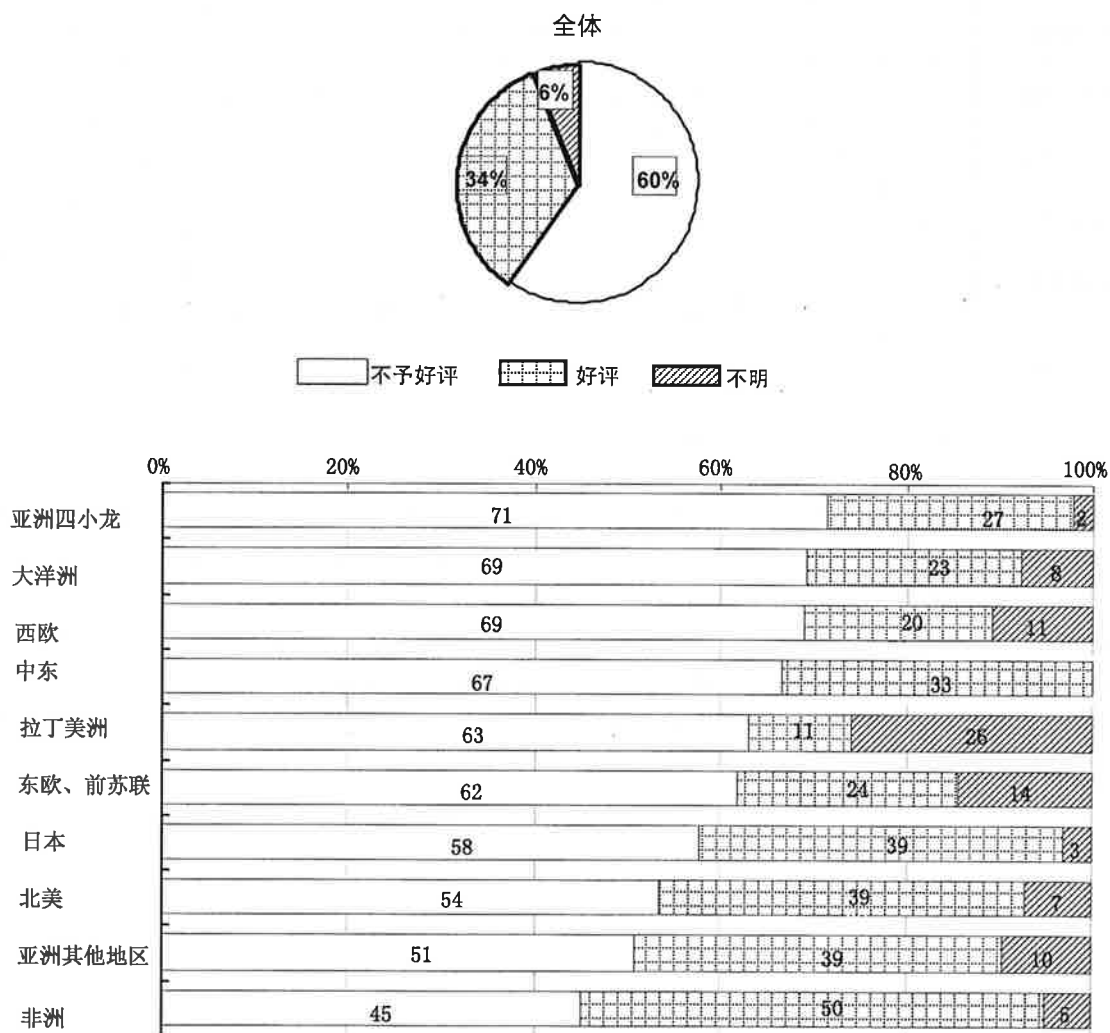 全体
6%
34%
60%
不予好评 好评 不明
0% 20% 40% 60% 80% 100%
亚洲四小龙 71 27 2
大洋洲 69 23 8
西欧 69 20 11
中东 67 33
拉丁美洲 63 11 26
东欧、前苏联 62 24 14
日本 58 39 3
北美 54 39 7
亚洲其他地区 51 39 10
非洲 45 50 5